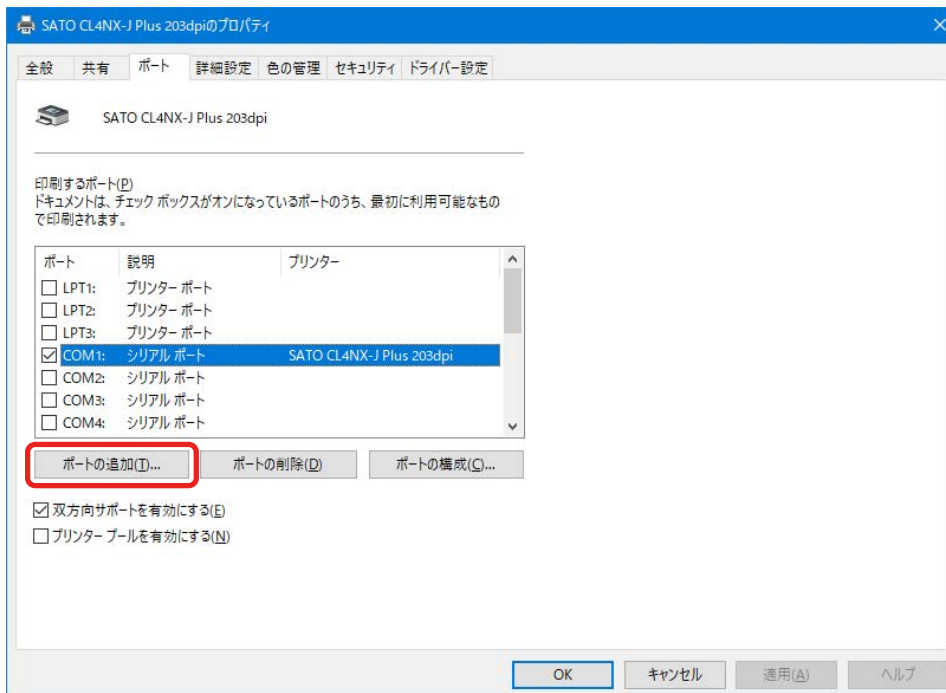 SATO CL4NX-J Plus 203dpiのプロパティ
全般 共有 ポート 詳細設定 色の管理 セキュリティ ドライバー設定
SATO CL4NX-J Plus 203dpi
印刷するポート(P)
ドキュメントは、チェック ボックスがオンになっているポートのうち、最初に利用可能なもの
で印刷されます。
ポート 説明 プリンター
LPT1: プリンター ポート
LPT2: プリンター ポート
LPT3: プリンター ポート
COM1: シリアル ポート SATO CL4NX-J Plus 203dpi
COM2: シリアル ポート
COM3: シリアル ポート
COM4: シリアル ポート
ポートの追加(T)... ポートの削除(D) ポートの構成(C)...
双方向サポートを有効にする(E)
プリンター プールを有効にする(N)
OK キャンセル 適用(A) ヘルプ